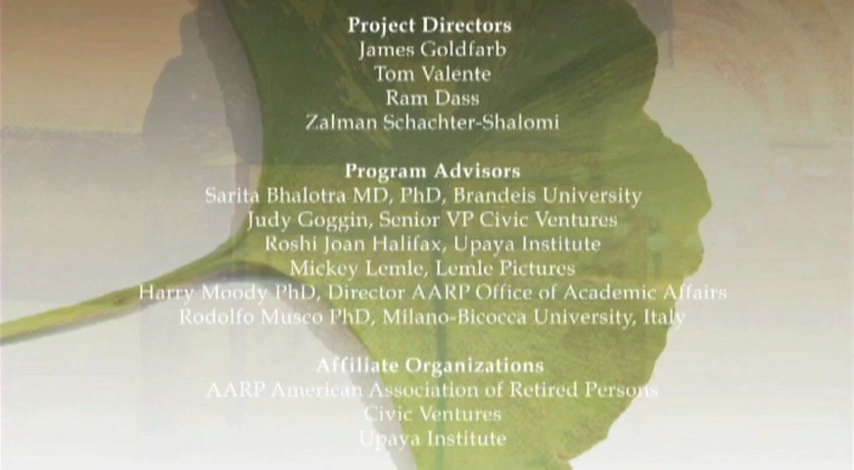 Project Directors
James Goldfarb
Tom Valente
Ram Dass
Zalman Schachter-Shalomi
Program Advisors
Sarita Bhalotra MD, PhD, Brandeis University
Judy Goggin, Senior VP Civic Ventures
Roshi Joan Halifax, Upaya Institute
Mickey Lemle, Lemle Pictures
Harry Moody PhD, Director AARP Office of Academic Affairs
Rodolfo Musco PhD, Milano-Bicocca University, Italy
Affiliate Organizations
AARP American Association of Retired Persons
Civic Ventures
Upaya Institute